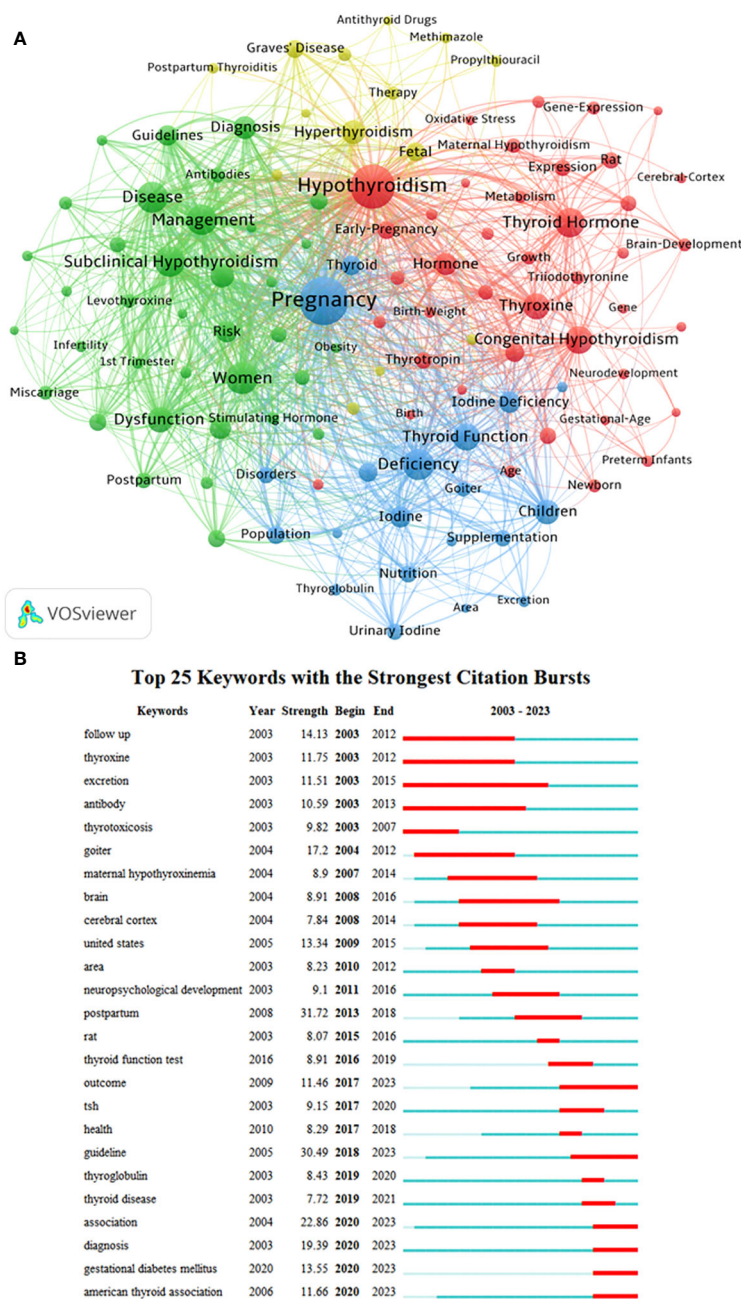 A
Antithyroid Drugs
Graves' Disease
Methimazole
Postpartum Thyroiditis
Propylthiouracil
Therapy
Gene-Expression
Guidelines
Diagnosis
Hyperthyroidism
Oxidative Stress
Maternal Hypothyroidism
Fetal
Expression
Rat
Antibodies
Hypothyroidism
Cerebral-Cortex
Disease
Metabolism
Management
Early-Pregnancy
Thyroid Hormone
Brain-Development
Subclinical Hypothyroidism
Thyroid
Hormone
Growth
Triiodothyronine
Levothyroxine
Pregnancy
Birth-Weight
Thyroxine
Gene
Risk
Infertility
Obesity
Congenital Hypothyroidism
1st Trimester
Thyrotropin
Neurodevelopment
Miscarriage
Women
Iodine Deficiency
Dysfunction
Stimulating Hormone
Birth
Gestational-Age
Thyroid Function
Deficiency
Preterm Infants
Postpartum
Disorders
Goiter
Age
Newborn
Iodine
Children
Population
Supplementation
Nutrition
Thyroglobulin
Area
Excretion
Urinary Iodine
VOSviewer
B
Top 25 Keywords with the Strongest Citation Bursts
Keywords Year Strength Begin End 2003 - 2023
follow up 2003 14.13 2003 2012
thyroxine 2003 11.75 2003 2012
excretion 2003 11.51 2003 2015
antibody 2003 10.59 2003 2013
thyrotoxicosis 2003 9.82 2003 2007
goiter 2004 17.2 2004 2012
maternal hypothyroxinemia 2004 8.9 2007 2014
brain 2004 8.91 2008 2016
cerebral cortex 2004 7.84 2008 2014
united states 2005 13.34 2009 2015
area 2003 8.23 2010 2012
neuropsychological development 2003 9.1 2011 2016
postpartum 2008 31.72 2013 2018
rat 2003 8.07 2015 2016
thyroid function test 2016 8.91 2016 2019
outcome 2009 11.46 2017 2023
tsh 2003 9.15 2017 2020
health 2010 8.29 2017 2018
guideline 2005 30.49 2018 2023
thyroglobulin 2003 8.43 2019 2020
thyroid disease 2003 7.72 2019 2021
association 2004 22.86 2020 2023
diagnosis 2003 19.39 2020 2023
gestational diabetes mellitus 2020 13.55 2020 2023
american thyroid association 2006 11.66 2020 2023